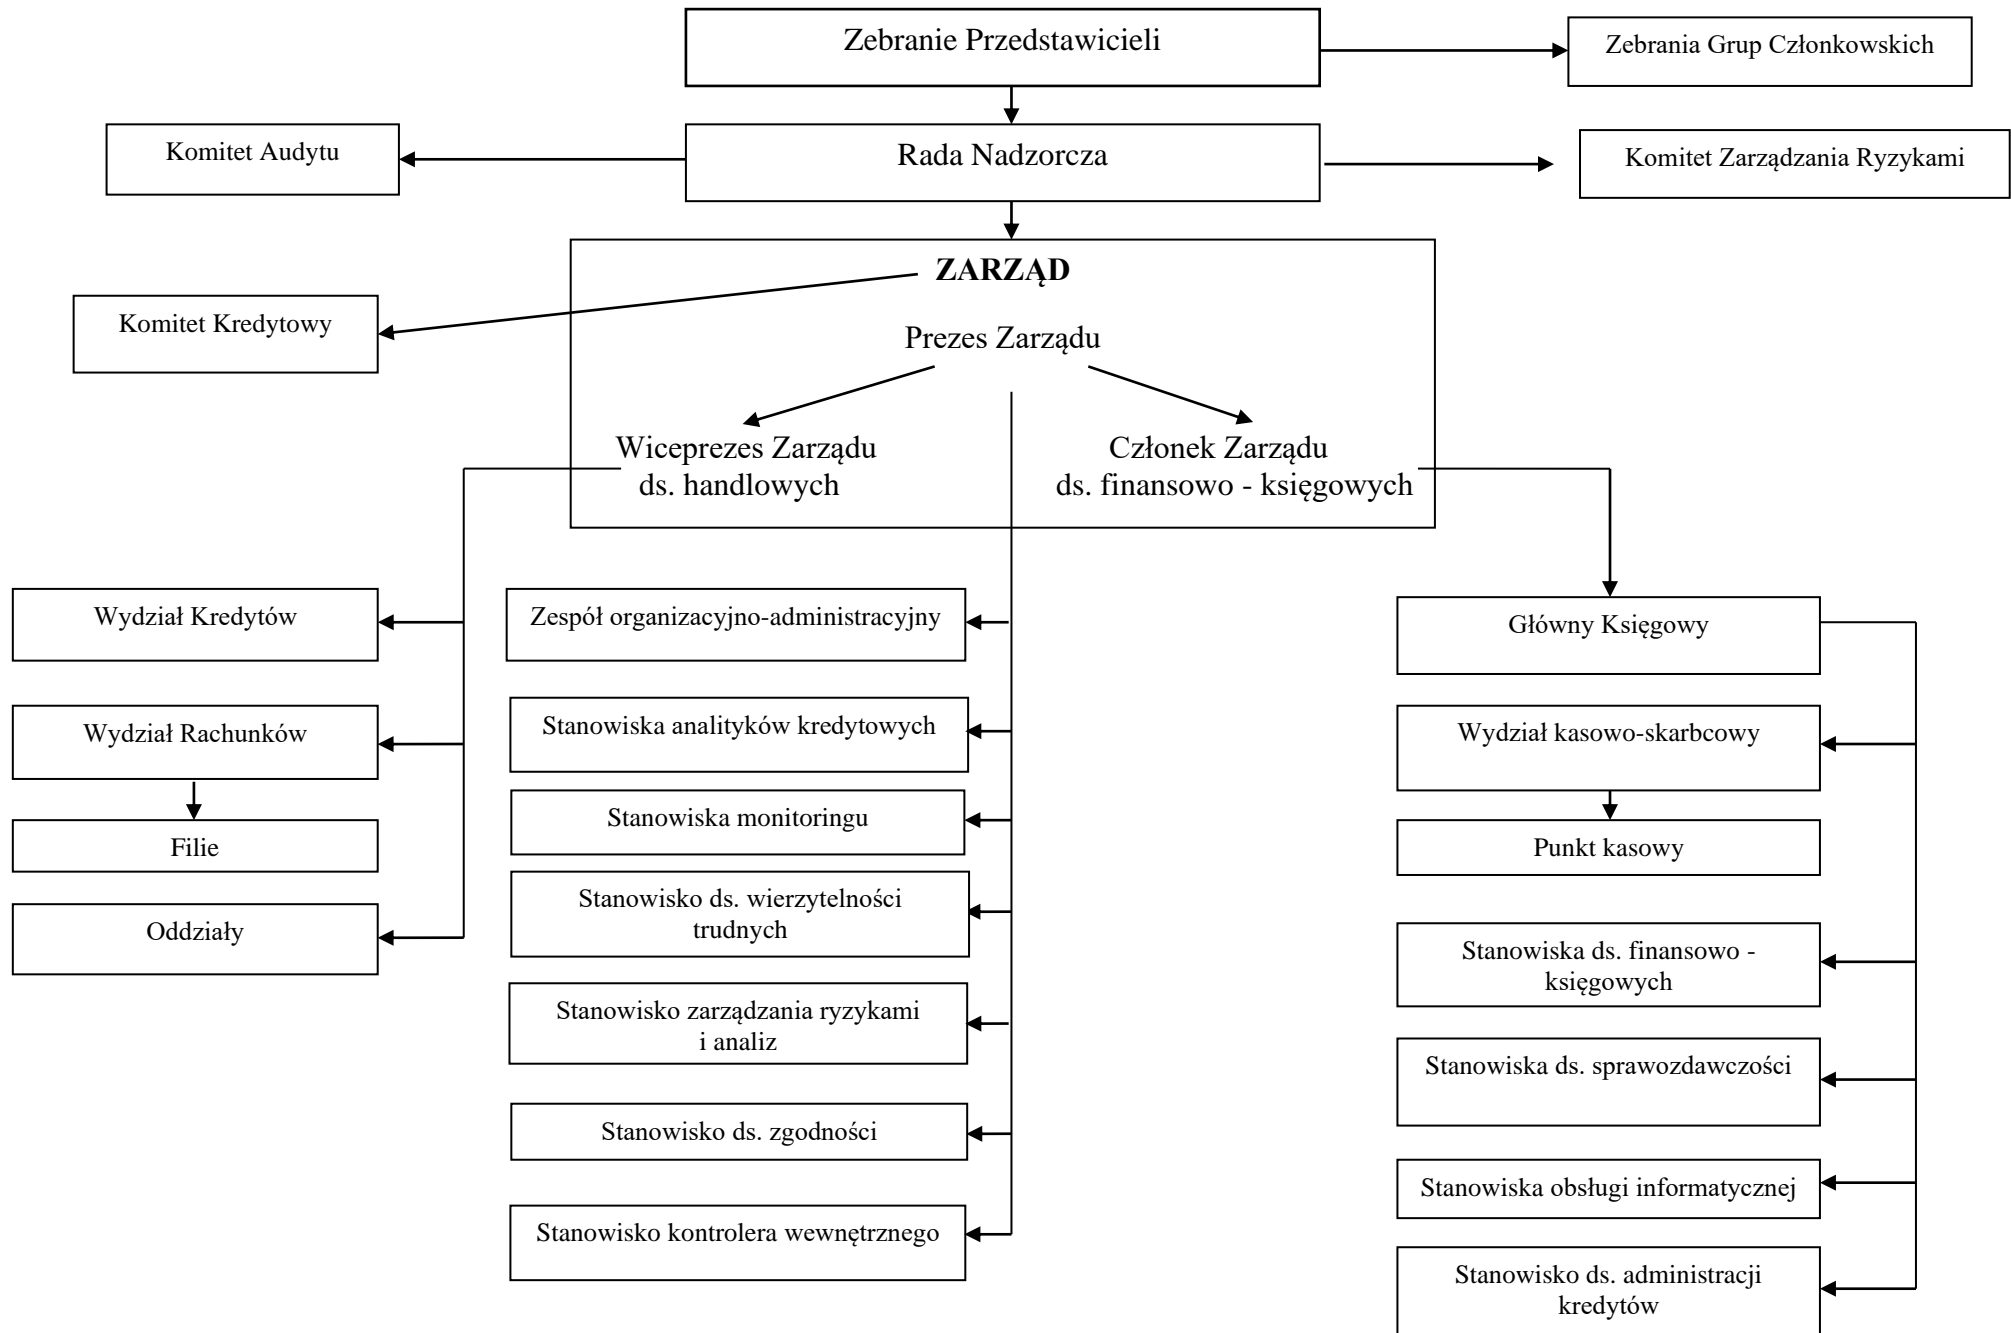 Zebranie Przedstawicieli
Zebrania Grup Członkowskich
Komitet Audytu
Rada Nadzorcza
Komitet Zarządzania Ryzykami
ZARZĄD
Komitet Kredytowy
Prezes Zarządu
Wiceprezes Zarządu
ds. handlowych
Członek Zarządu
ds. finansowo - księgowych
Wydział Kredytów
Wydział Rachunków
Filie
Oddziały
Zespół organizacyjno-administracyjny
Stanowiska analityków kredytowych
Stanowiska monitoringu
Stanowisko ds. wierzytelności
trudnych
Stanowisko zarządzania ryzykami
i analiz
Stanowisko ds. zgodności
Stanowisko kontrolera wewnętrznego
Główny Księgowy
Wydział kasowo-skarbcowy
Punkt kasowy
Stanowiska ds. finansowo -
księgowych
Stanowiska ds. sprawozdawczości
Stanowiska obsługi informatycznej
Stanowisko ds. administracji
kredytów